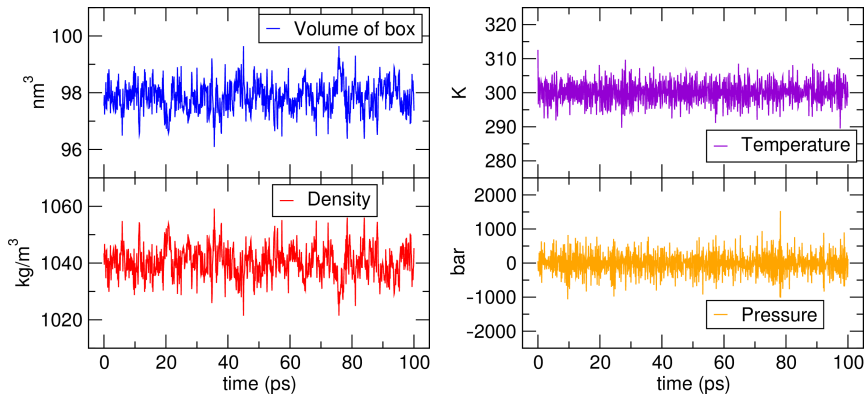 100
98
96
nm³
Volume of box
1060
1040
1020
kg/m³
Density
0 20 40 60 80 100
time (ps)
320
310
300
290
280
K
Temperature
2000
1000
0
-1000
-2000
bar
Pressure
0 20 40 60 80 100
time (ps)